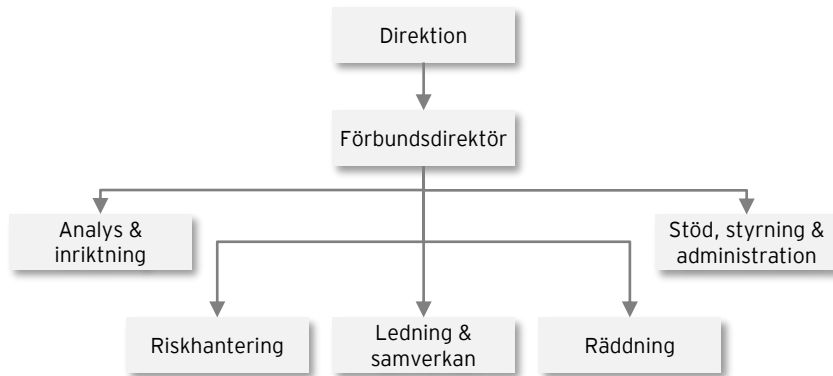 Direktion
Förbundsdirektör
Analys &
inriktning
Stöd, styrning &
administration
Riskhantering
Ledning &
samverkan
Räddning